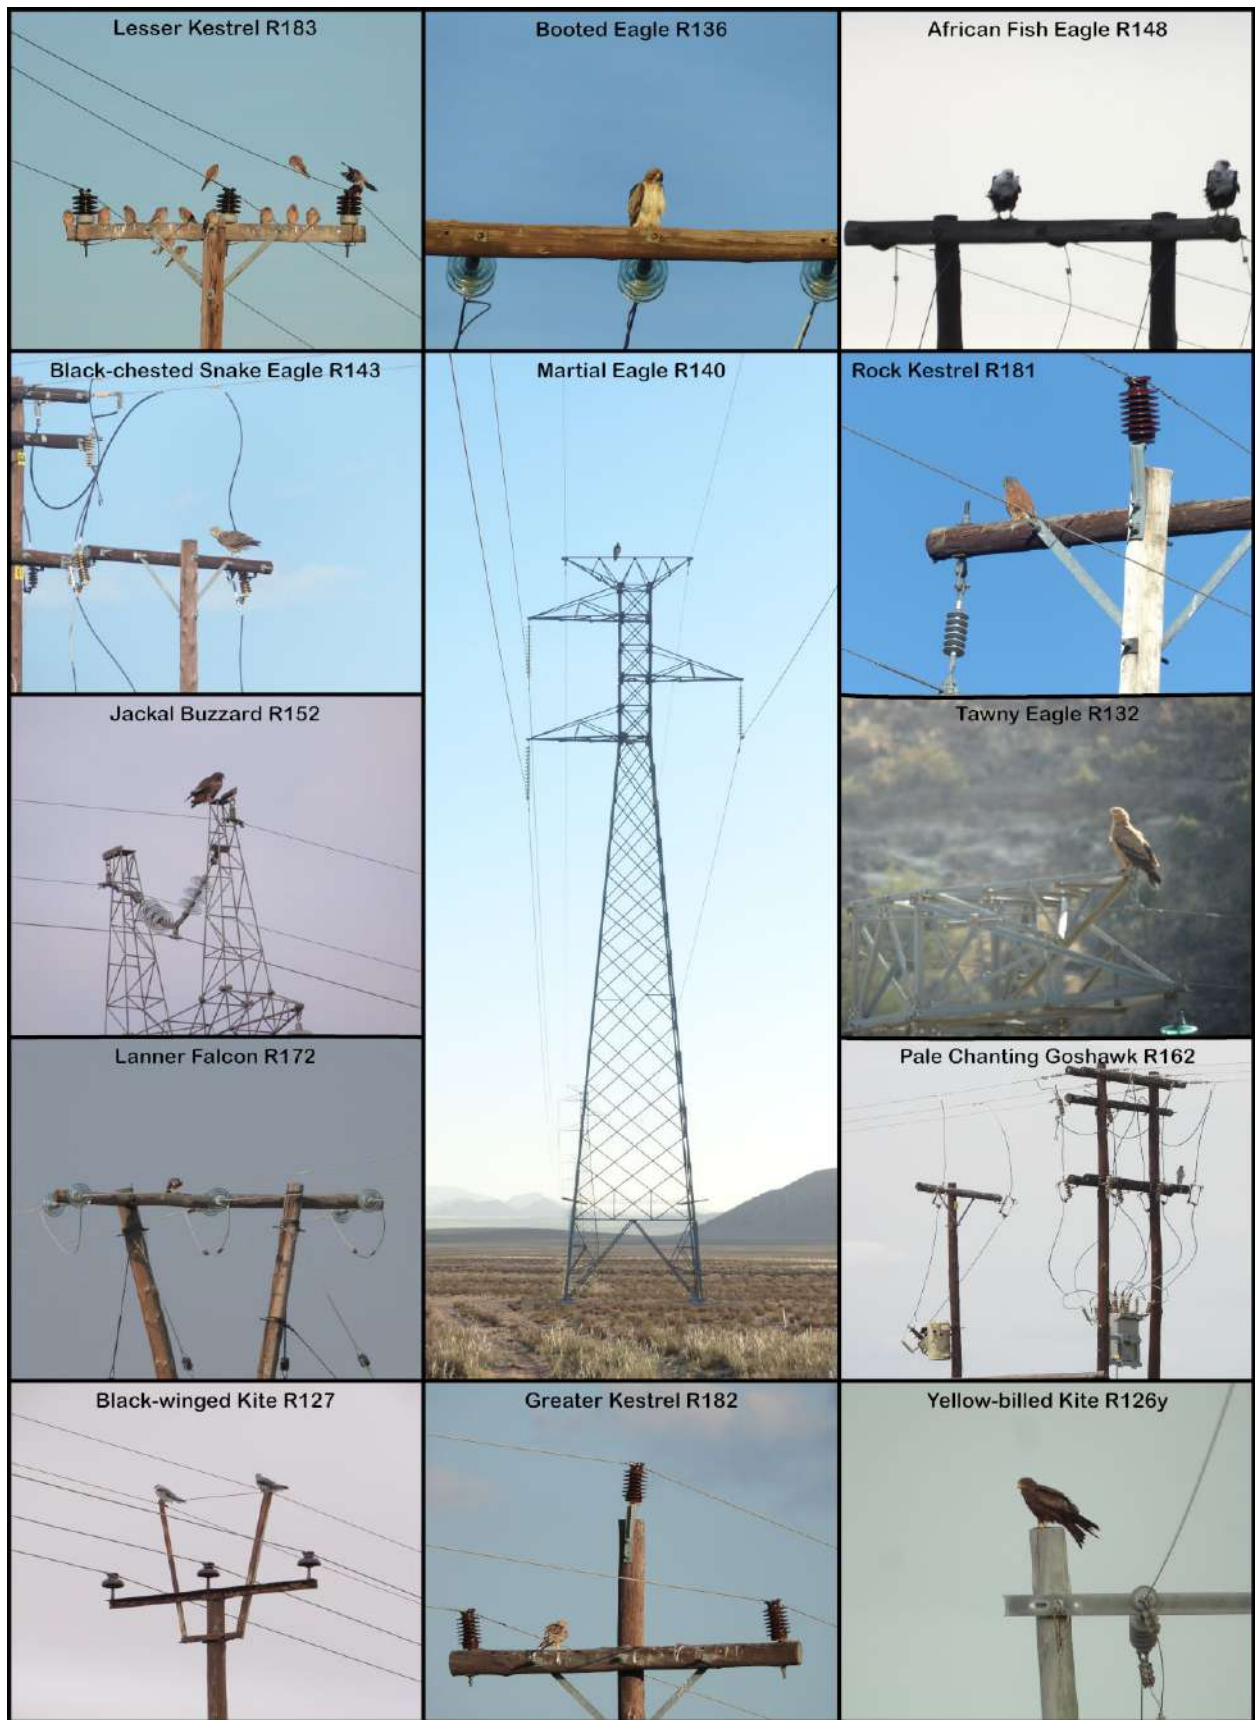 Lesser Kestrel R183
Booted Eagle R136
African Fish Eagle R148
Black-chested Snake Eagle R143
Martial Eagle R140
Rock Kestrel R181
Jackal Buzzard R152
Tawny Eagle R132
Lanner Falcon R172
Pale Chanting Goshawk R162
Black-winged Kite R127
Greater Kestrel R182
Yellow-billed Kite R126y